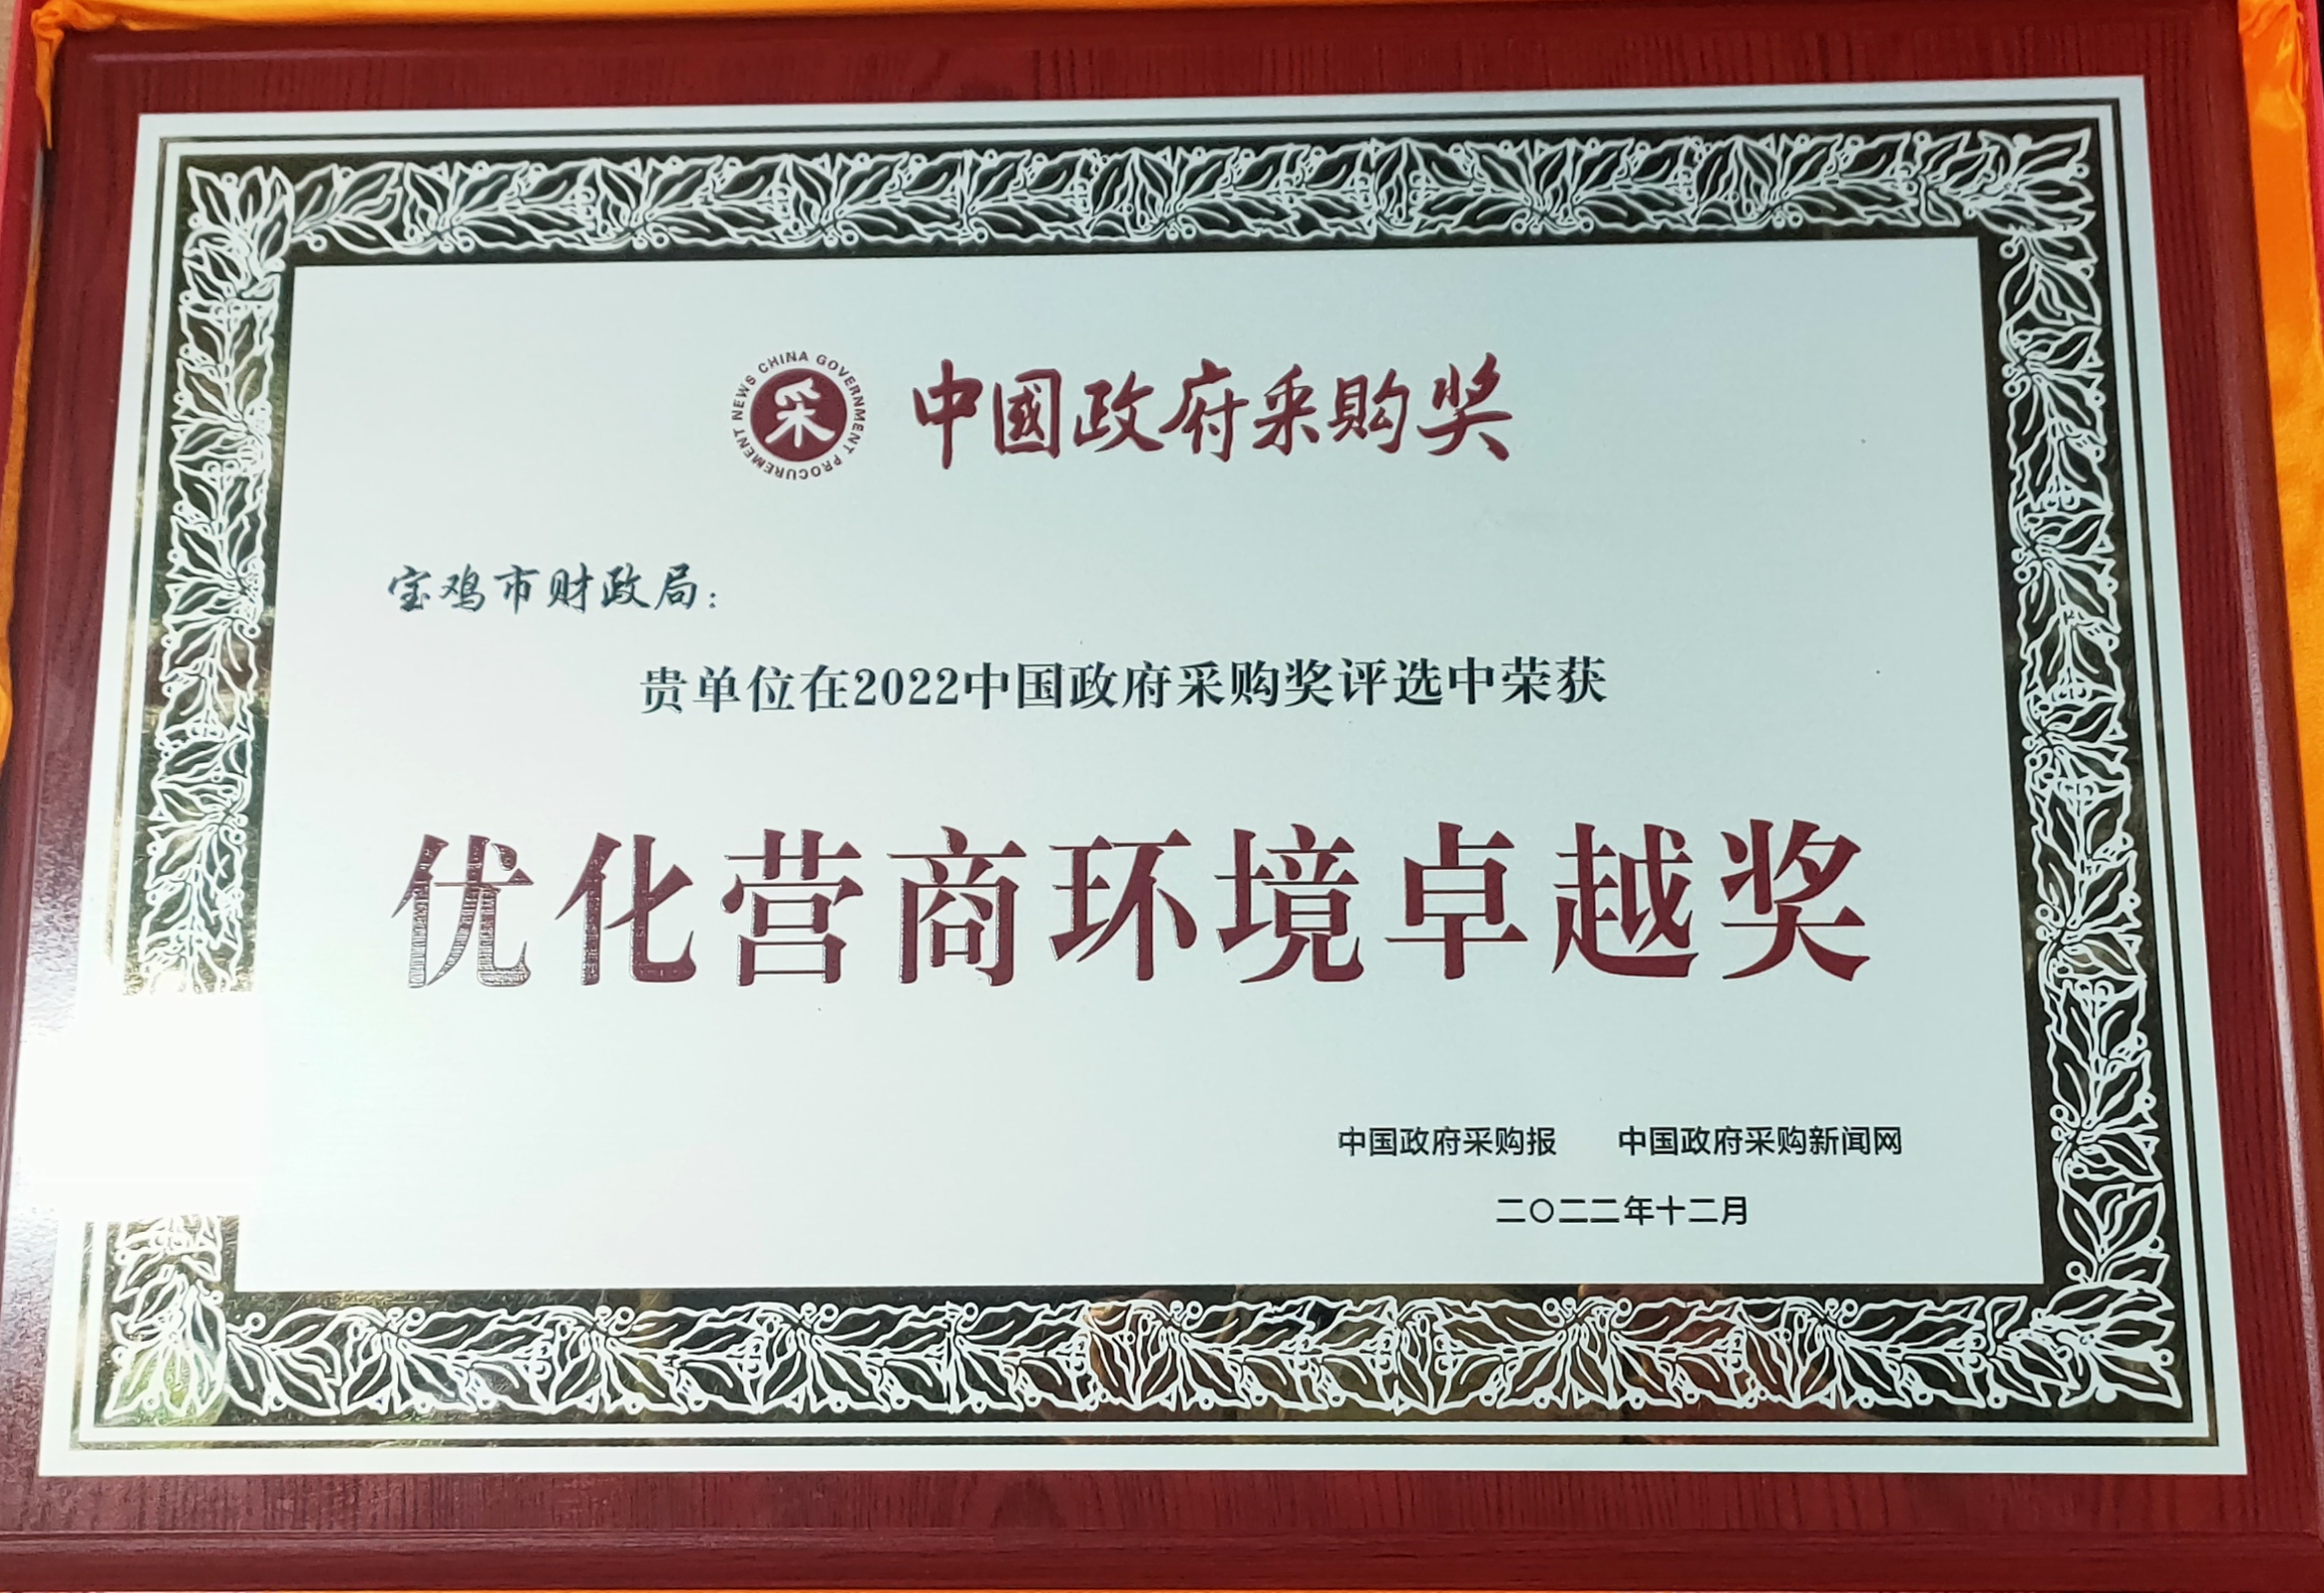 CHINA GOVERNMENT PROCUREMENT NEWS
采
中國政府采購奖
宝鸡市财政局：
贵单位在2022中国政府采购奖评选中荣获
优化营商环境卓越奖
中国政府采购报 中国政府采购新闻网
二〇二二年十二月